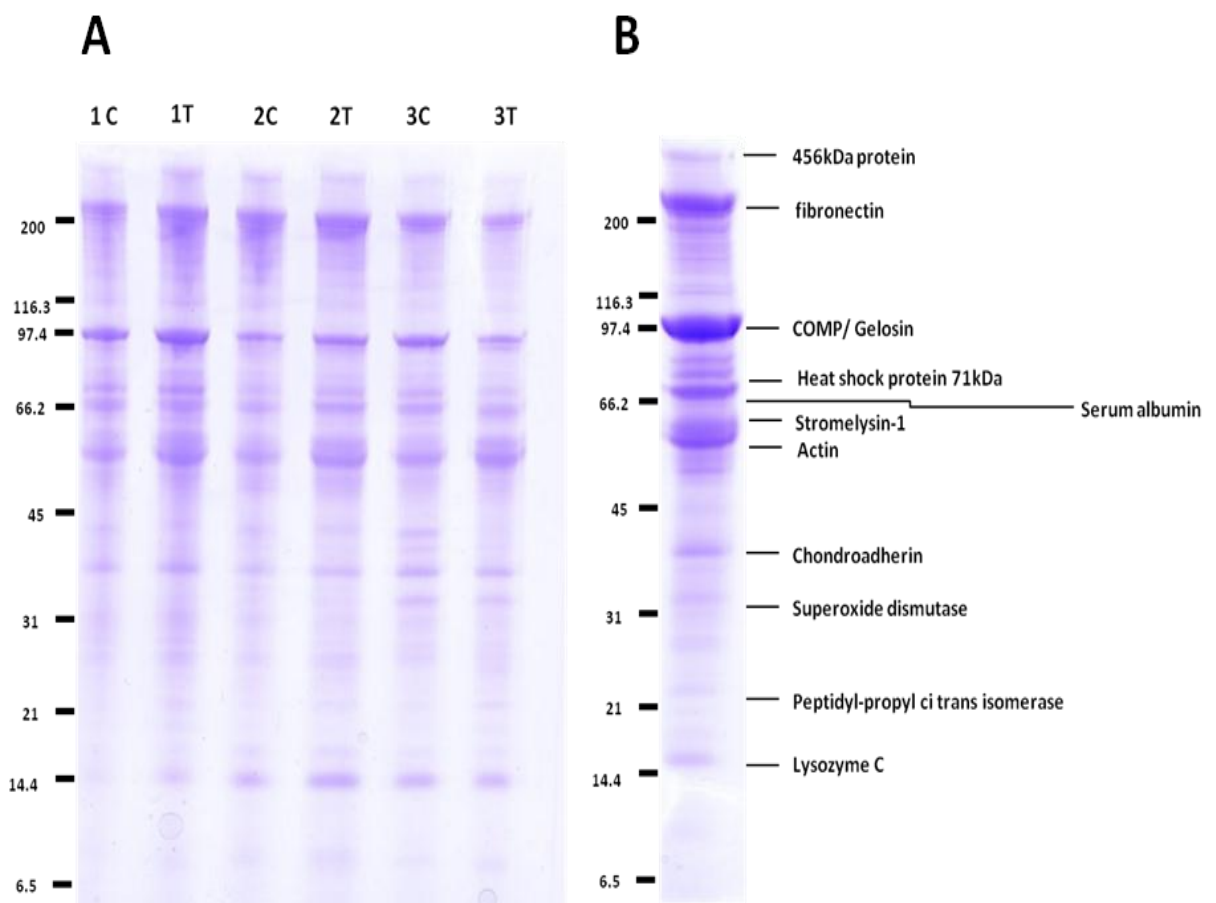 A
B
1 C 1T 2C 2T 3C 3T
200
116.3
97.4
66.2
45
31
21
14.4
6.5
200
116.3
97.4
66.2
45
31
21
14.4
6.5
456kDa protein
fibronectin
COMP/ Gelosin
Heat shock protein 71kDa
Serum albumin
Stromelysin-1
Actin
Chondroadherin
Superoxide dismutase
Peptidyl-propyl ci trans isomerase
Lysozyme C